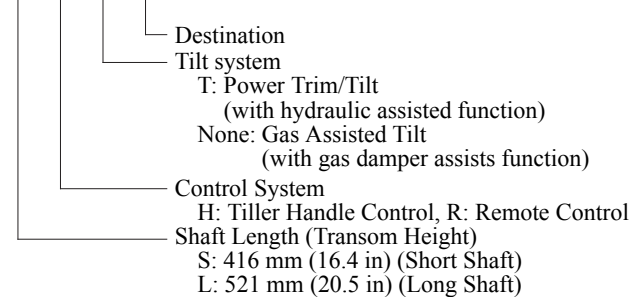 Destination
Tilt system
T: Power Trim/Tilt
(with hydraulic assisted function)
None: Gas Assisted Tilt
(with gas damper assists function)
Control System
H: Tiller Handle Control, R: Remote Control
Shaft Length (Transom Height)
S: 416 mm (16.4 in) (Short Shaft)
L: 521 mm (20.5 in) (Long Shaft)